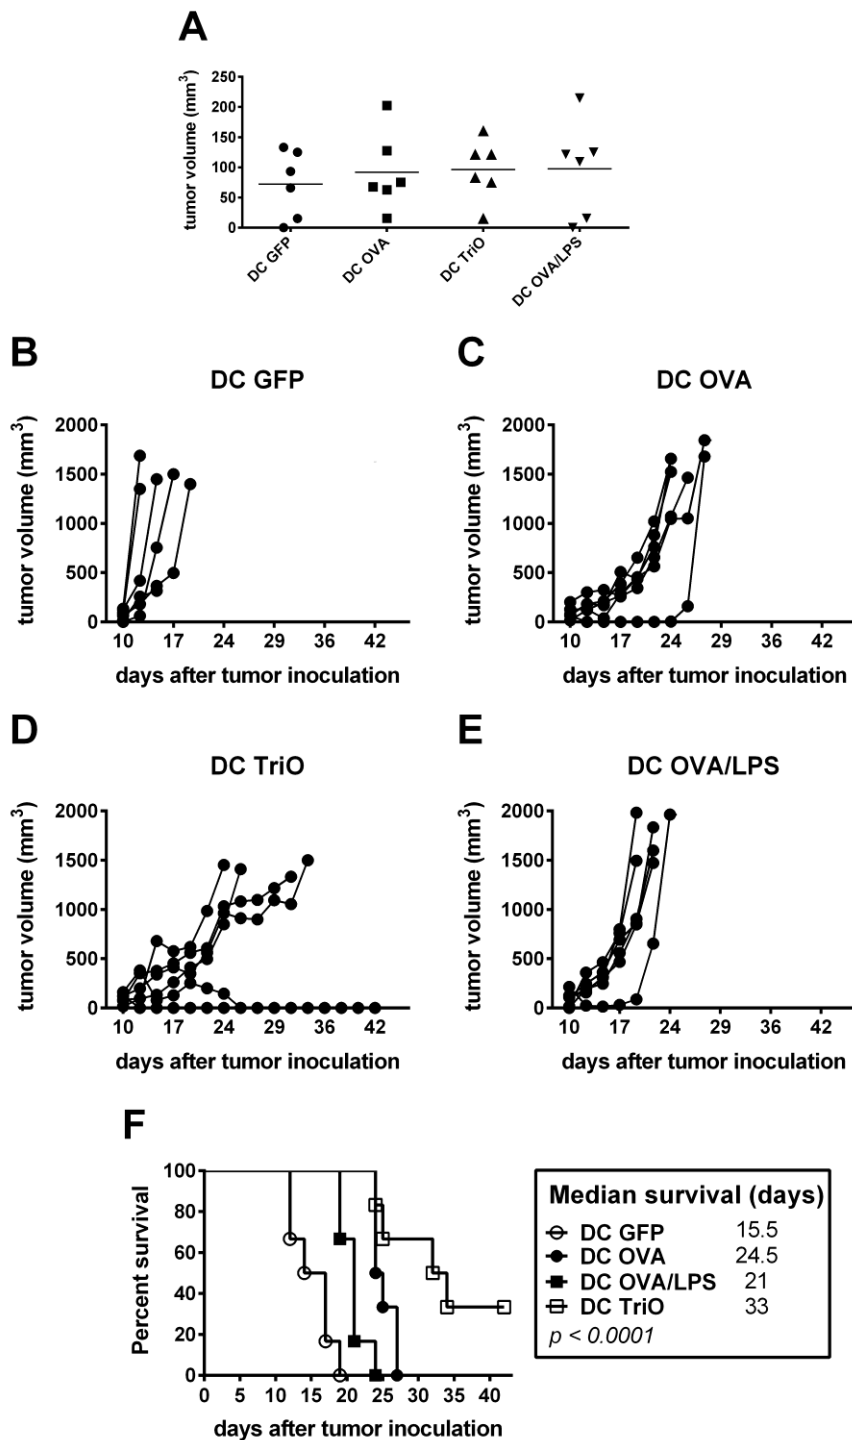 A
tumor volume (mm³)
250
200
150
100
50
0
DC GFP
DC OVA
DC TriO
DC OVA/LPS
B
DC GFP
tumor volume (mm³)
2000
1500
1000
500
0
10 17 24 29 36 42
days after tumor inoculation
C
DC OVA
tumor volume (mm³)
2000
1500
1000
500
0
10 17 24 29 36 42
days after tumor inoculation
D
DC TriO
tumor volume (mm³)
2000
1500
1000
500
0
10 17 24 29 36 42
days after tumor inoculation
E
DC OVA/LPS
tumor volume (mm³)
2000
1500
1000
500
0
10 17 24 29 36 42
days after tumor inoculation
F
Percent survival
100
80
60
40
20
0
0 5 10 15 20 25 30 35 40
days after tumor inoculation
Median survival (days)
DC GFP 15.5
DC OVA 24.5
DC OVA/LPS 21
DC TriO 33
p < 0.0001